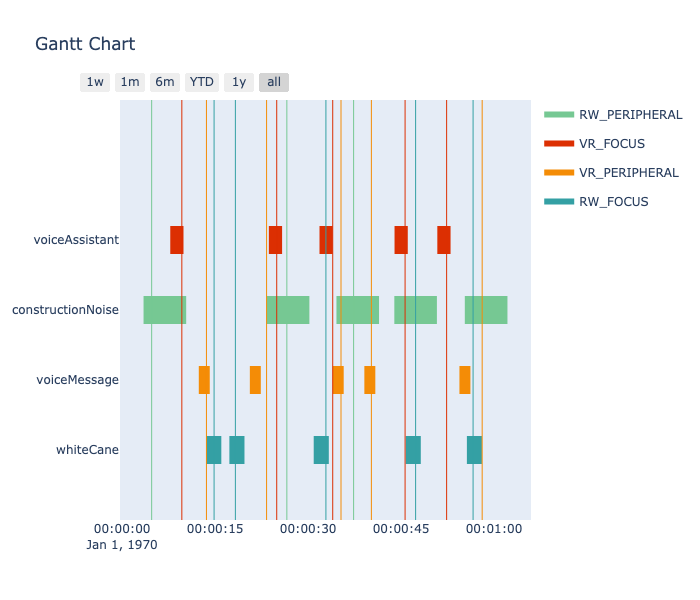 Gantt Chart
1w 1m 6m YTD 1y all
RW_PERIPHERAL
VR_FOCUS
VR_PERIPHERAL
RW_FOCUS
voiceAssistant
constructionNoise
voiceMessage
whiteCane
00:00:00 00:00:15 00:00:30 00:00:45 00:01:00
Jan 1, 1970